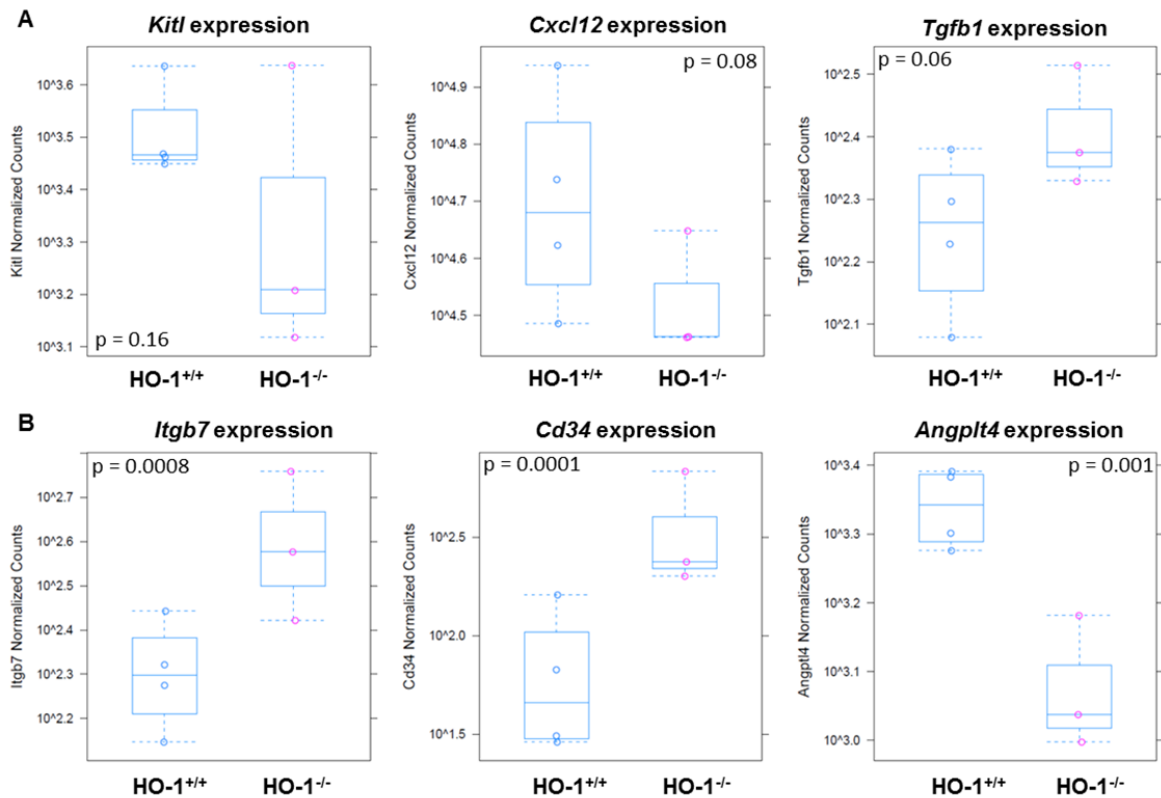 A
Kitl expression
Cxcl12 expression
Tgfb1 expression
Kitl Normalized Counts
10^3.6
10^3.5
10^3.4
10^3.3
10^3.2
10^3.1
p = 0.16
HO-1+/+
HO-1-/-
Cxcl12 Normalized Counts
10^4.9
10^4.8
10^4.7
10^4.6
10^4.5
p = 0.08
HO-1+/+
HO-1-/-
Tgfb1 Normalized Counts
10^2.5
10^2.4
10^2.3
10^2.2
10^2.1
p = 0.06
HO-1+/+
HO-1-/-
B
Itgb7 expression
Cd34 expression
Angplt4 expression
Itgb7 Normalized Counts
10^2.7
10^2.6
10^2.5
10^2.4
10^2.3
10^2.2
p = 0.0008
HO-1+/+
HO-1-/-
Cd34 Normalized Counts
10^2.5
10^2.0
10^1.5
p = 0.0001
HO-1+/+
HO-1-/-
Angptl4 Normalized Counts
10^3.4
10^3.3
10^3.2
10^3.1
10^3.0
p = 0.001
HO-1+/+
HO-1-/-